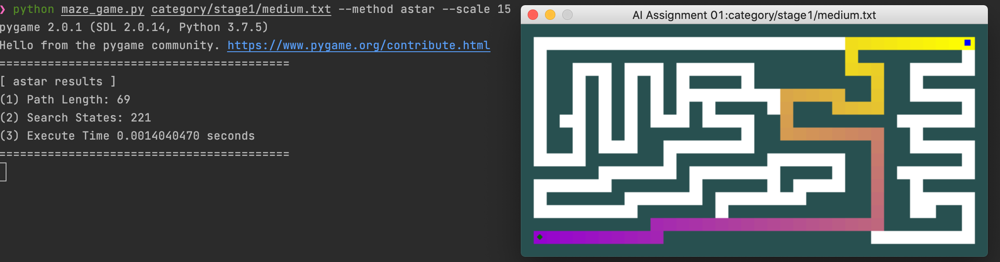 ❯ python maze_game.py category/stage1/medium.txt --method astar --scale 15
pygame 2.0.1 (SDL 2.0.14, Python 3.7.5)
Hello from the pygame community. https://www.pygame.org/contribute.html
==========================================
[ astar results ]
(1) Path Length: 69
(2) Search States: 221
(3) Execute Time 0.0014040470 seconds
==========================================
AI Assignment 01:category/stage1/medium.txt